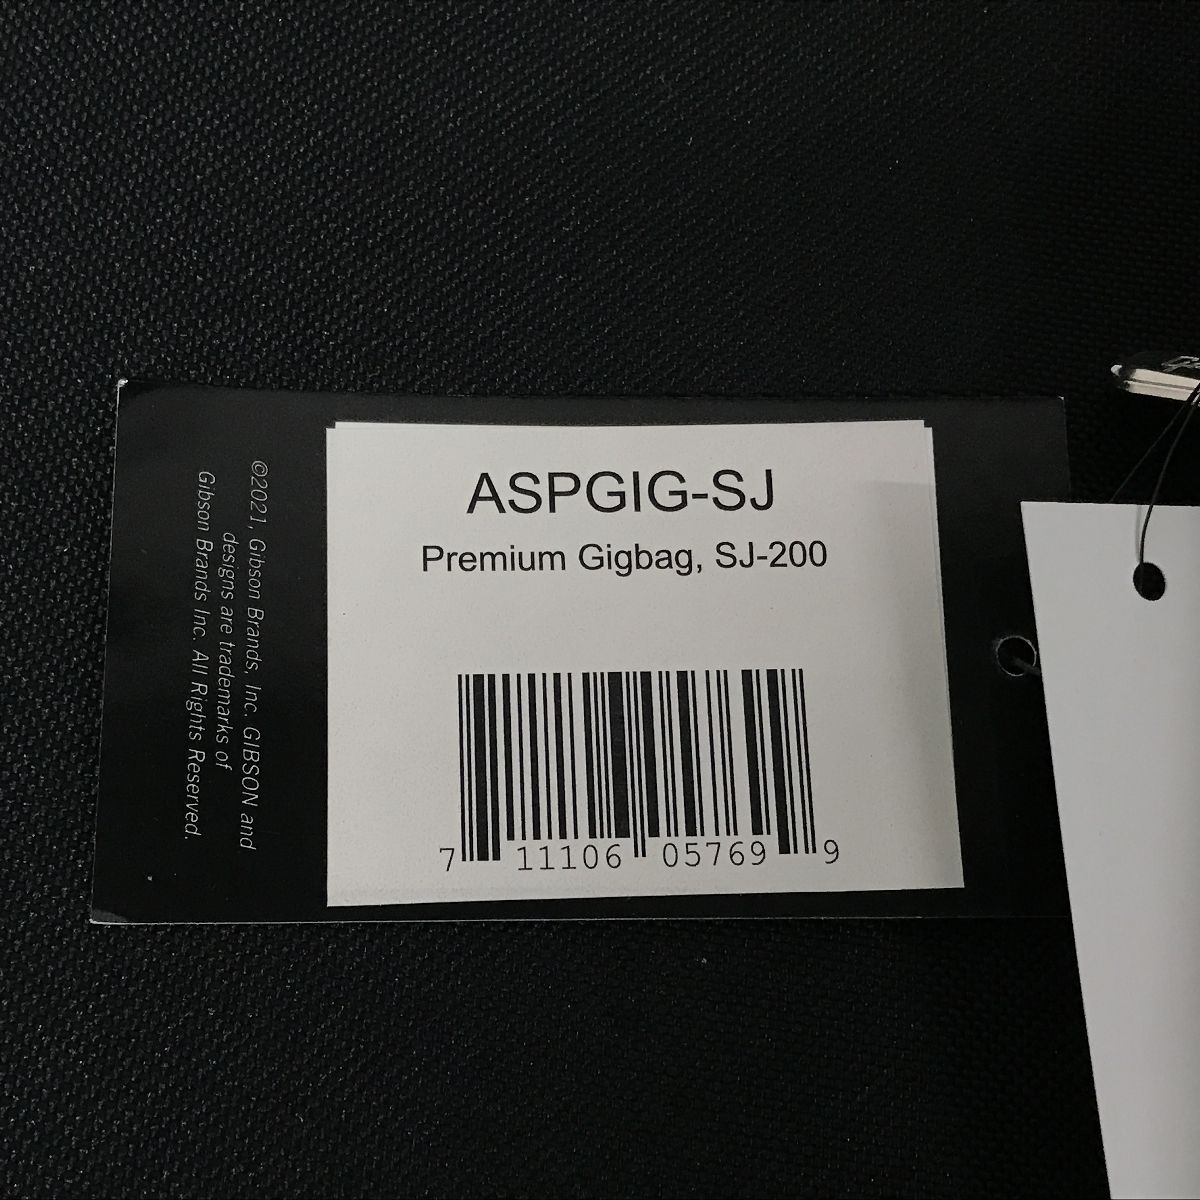 ASPGIG-SJ
Premium Gigbag, SJ-200
7 11106 05769 9
©2021, Gibson Brands, Inc. GIBSON and
designs are trademarks of
Gibson Brands Inc. All Rights Reserved.